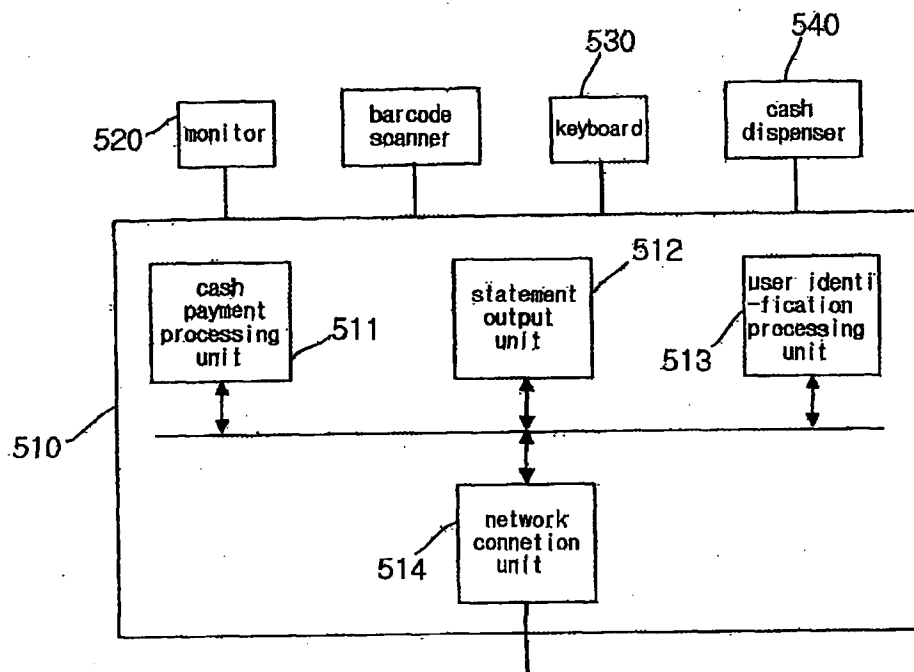 540
530
520
monitor
barcode
scanner
keyboard
cash
dispenser
512
cash
payment
processing
unit
511
statement
output
unit
user identi
-fication
processing
unit
513
510
network
connetion
unit
514